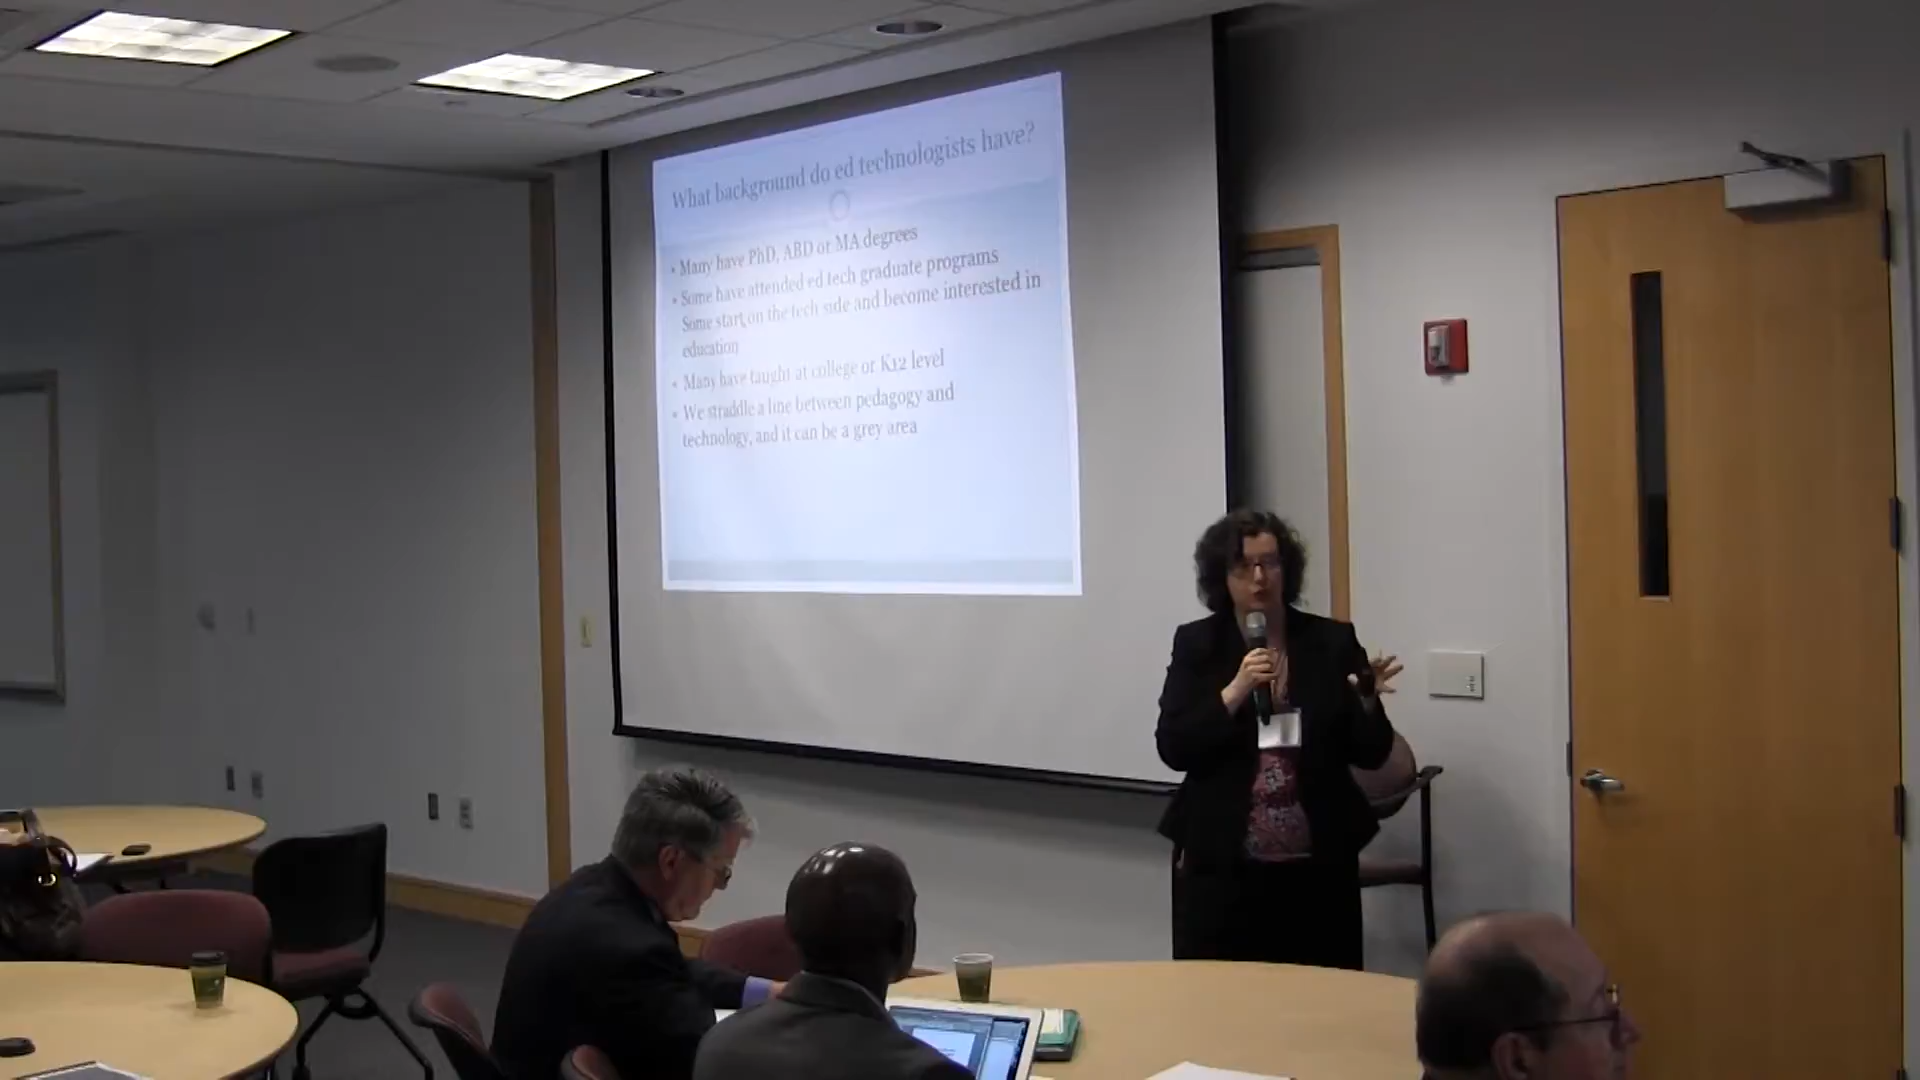 What background do ed technologists have?
• Many have PhD, ABD or MA degrees
• Some have attended ed tech graduate programs
Some start on the tech side and become interested in
education
• Many have taught at college or K12 level
• We straddle a line between pedagogy and
technology, and it can be a grey area